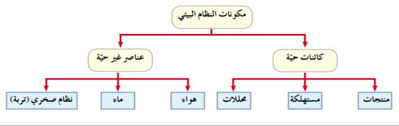 مكونات النظام البيئي
كائنات حيّة
عناصر غير حيّة
منتجات
مستهلكة
محللات
هواء
ماء
نظام صخري (تربة)